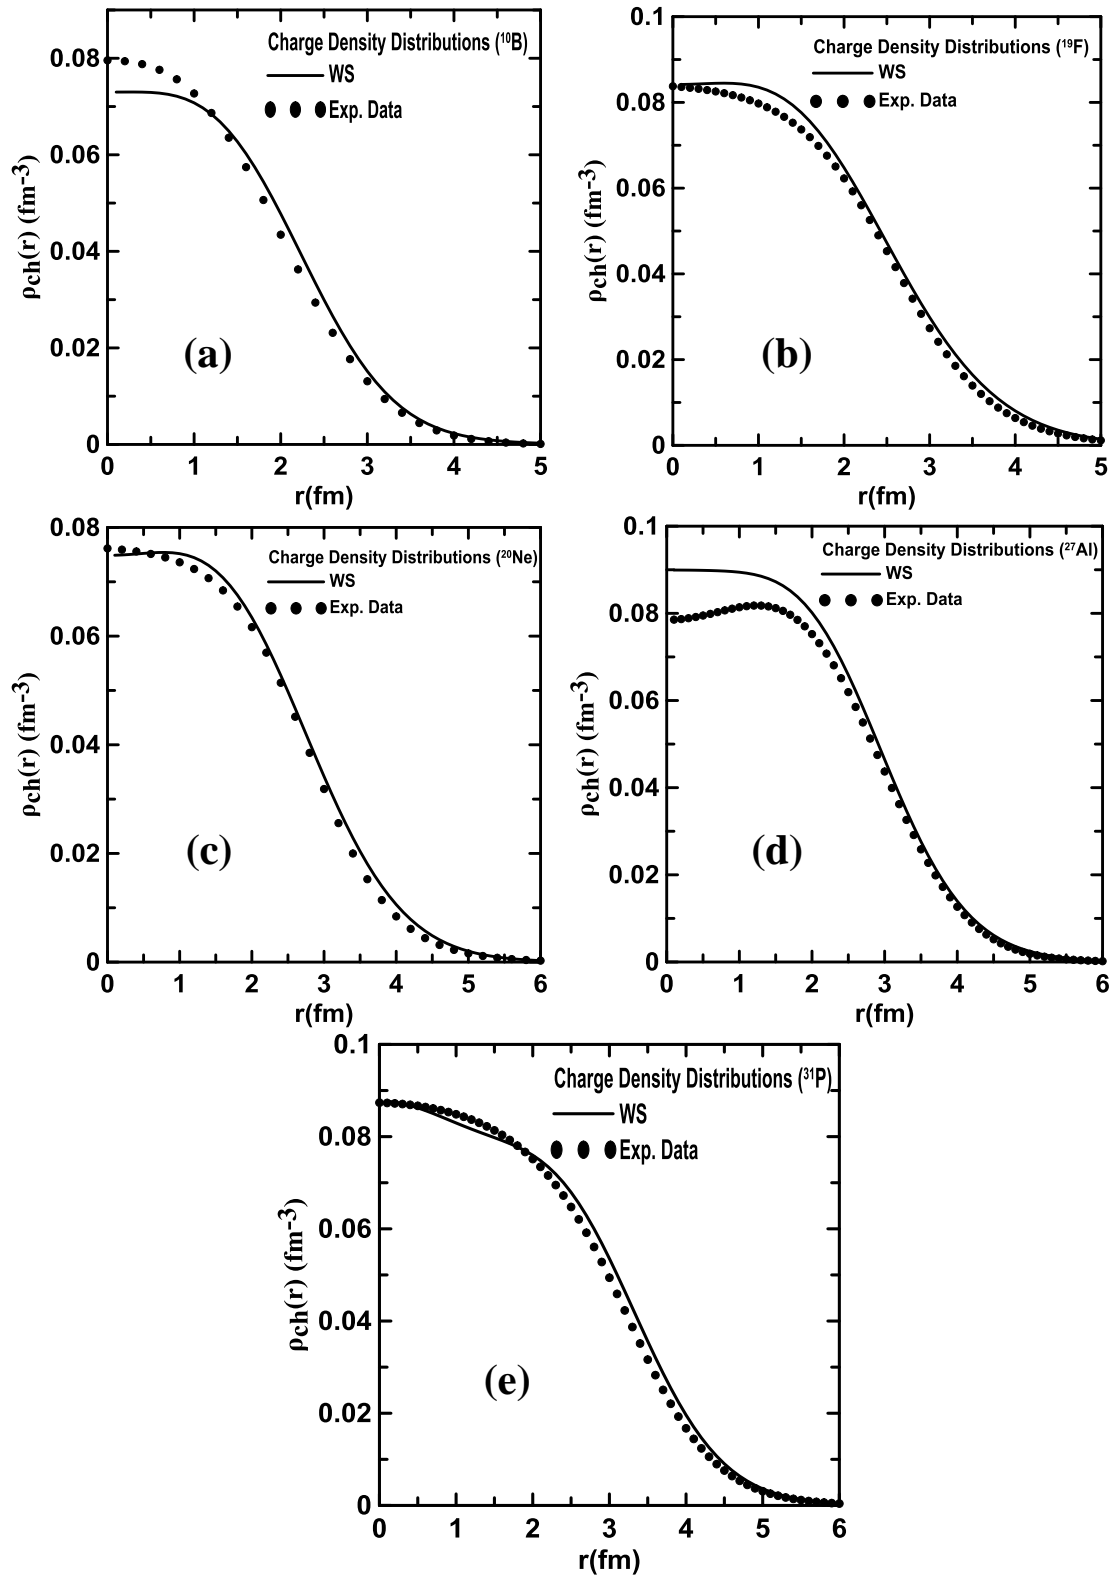 Charge Density Distributions (¹⁰B)
WS
Exp. Data
0.08
0.06
0.04
0.02
0
ρch(r) (fm-3)
(a)
0 1 2 3 4 5
r(fm)
0.1
Charge Density Distributions (¹⁹F)
WS
Exp. Data
0.08
0.06
0.04
0.02
0
ρch(r) (fm-3)
(b)
0 1 2 3 4 5
r(fm)
0.08
Charge Density Distributions (²⁰Ne)
WS
Exp. Data
0.06
0.04
0.02
0
ρch(r) (fm-3)
(c)
0 1 2 3 4 5 6
r(fm)
0.1
Charge Density Distributions (²⁷Al)
WS
Exp. Data
0.08
0.06
0.04
0.02
0
ρch(r) (fm-3)
(d)
0 1 2 3 4 5 6
r(fm)
0.1
Charge Density Distributions (³¹P)
WS
Exp. Data
0.08
0.06
0.04
0.02
0
ρch(r) (fm-3)
(e)
0 1 2 3 4 5 6
r(fm)